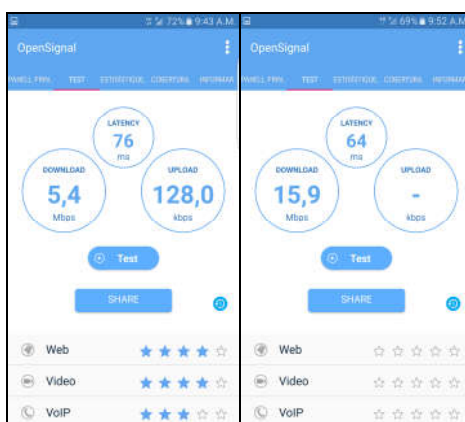 72% 9:43 A.M.
OpenSignal
TEST
LATENCY
76
ms
DOWNLOAD
5,4
Mbps
UPLOAD
128,0
kbps
Test
SHARE
Web
Video
VoIP
69% 9:52 A.M.
OpenSignal
TEST
LATENCY
64
ms
DOWNLOAD
15,9
Mbps
UPLOAD
-
kbps
Test
SHARE
Web
Video
VoIP